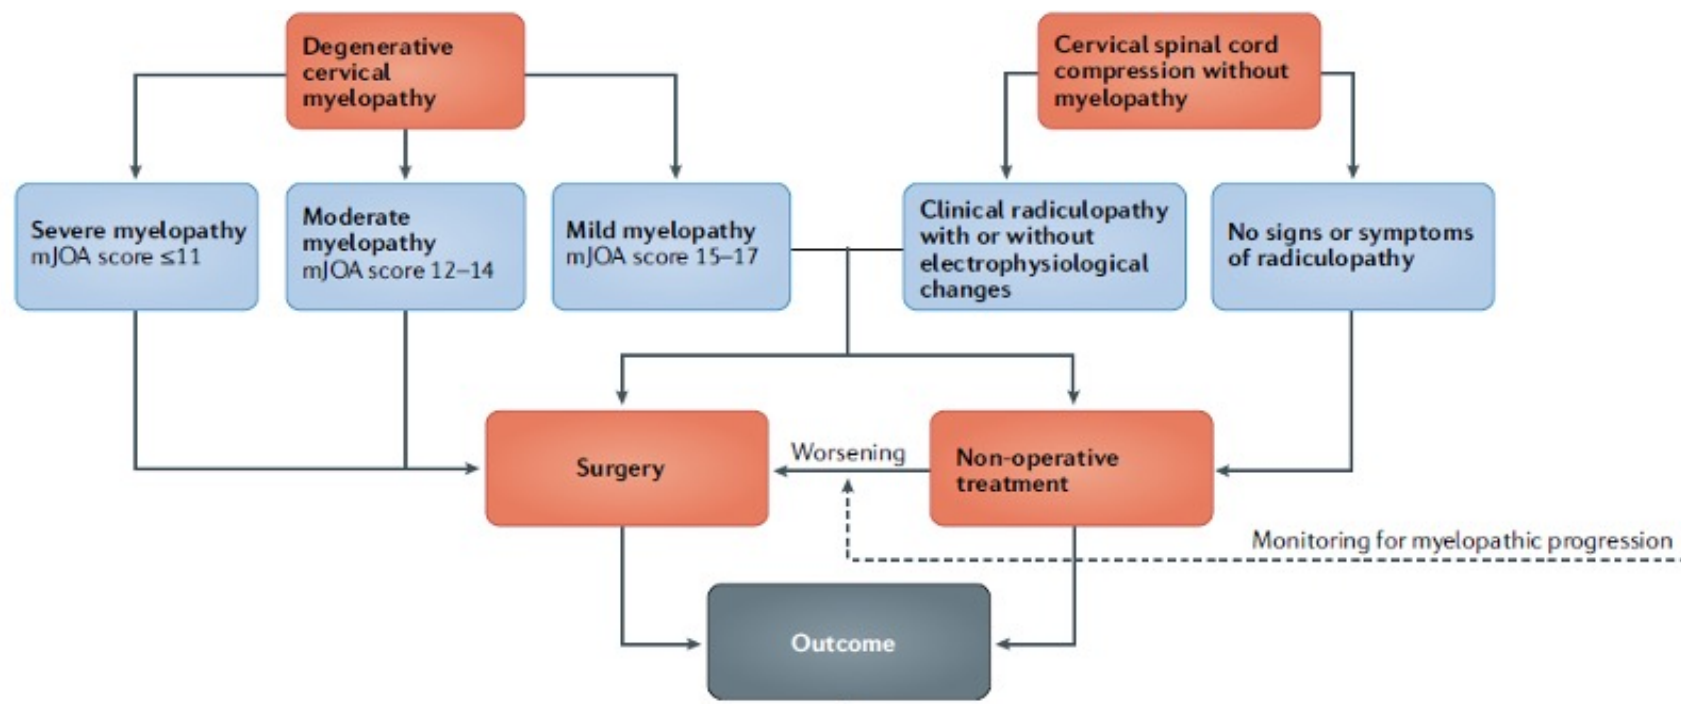 Degenerative
cervical
myelopathy
Cervical spinal cord
compression without
myelopathy
Severe myelopathy
mJOA score ≤11
Moderate
myelopathy
mJOA score 12–14
Mild myelopathy
mJOA score 15–17
Clinical radiculopathy
with or without
electrophysiological
changes
No signs or symptoms
of radiculopathy
Surgery
Worsening
Non-operative
treatment
Monitoring for myelopathic progression
Outcome